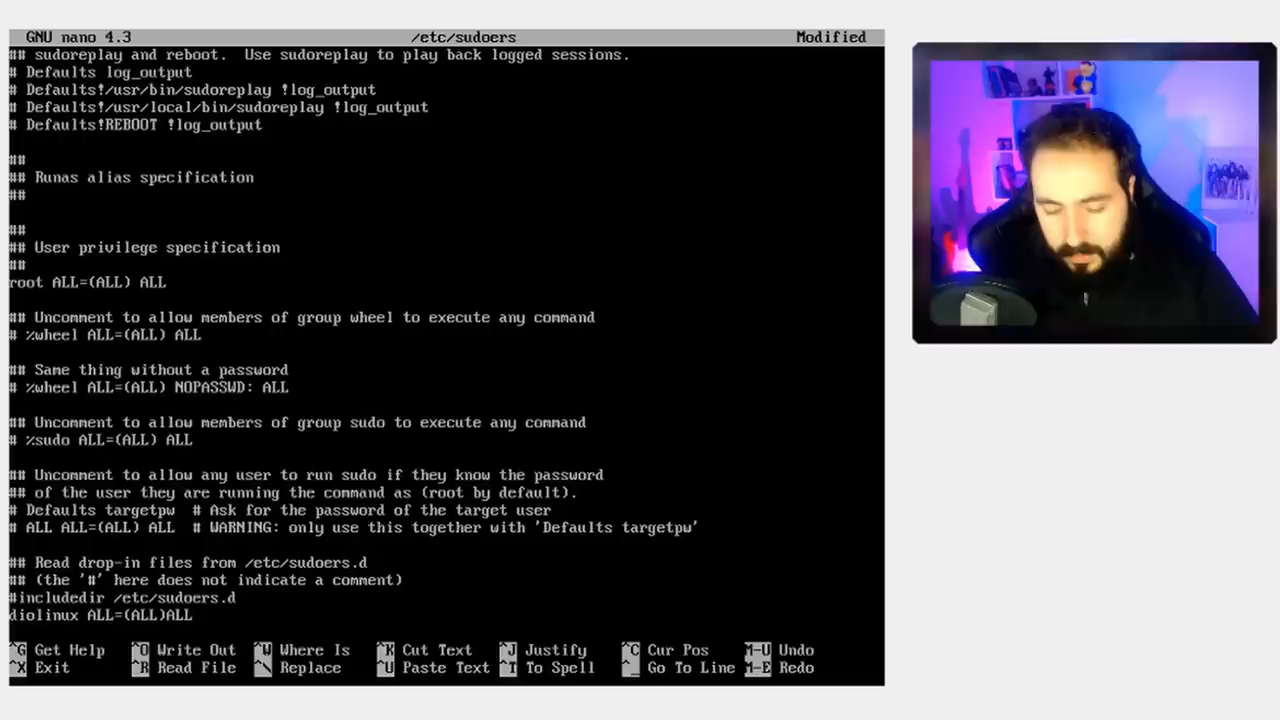 GNU nano 4.3 /etc/sudoers Modified
## sudoreplay and reboot.  Use sudoreplay to play back logged sessions.
# Defaults log_output
# Defaults!/usr/bin/sudoreplay !log_output
# Defaults!/usr/local/bin/sudoreplay !log_output
# Defaults!REBOOT !log_output
##
## Runas alias specification
##
##
## User privilege specification
##
root ALL=(ALL) ALL
## Uncomment to allow members of group wheel to execute any command
# %wheel ALL=(ALL) ALL
## Same thing without a password
# %wheel ALL=(ALL) NOPASSWD: ALL
## Uncomment to allow members of group sudo to execute any command
# %sudo ALL=(ALL) ALL
## Uncomment to allow any user to run sudo if they know the password
## of the user they are running the command as (root by default).
# Defaults targetpw  # Ask for the password of the target user
# ALL ALL=(ALL) ALL  # WARNING: only use this together with 'Defaults targetpw'
## Read drop-in files from /etc/sudoers.d
## (the '#' here does not indicate a comment)
#includedir /etc/sudoers.d
diolinux ALL=(ALL)ALL
^G Get Help ^O Write Out ^W Where Is ^K Cut Text ^J Justify ^C Cur Pos M-U Undo
^X Exit ^R Read File ^\ Replace ^U Paste Text ^T To Spell ^_ Go To Line M-E Redo